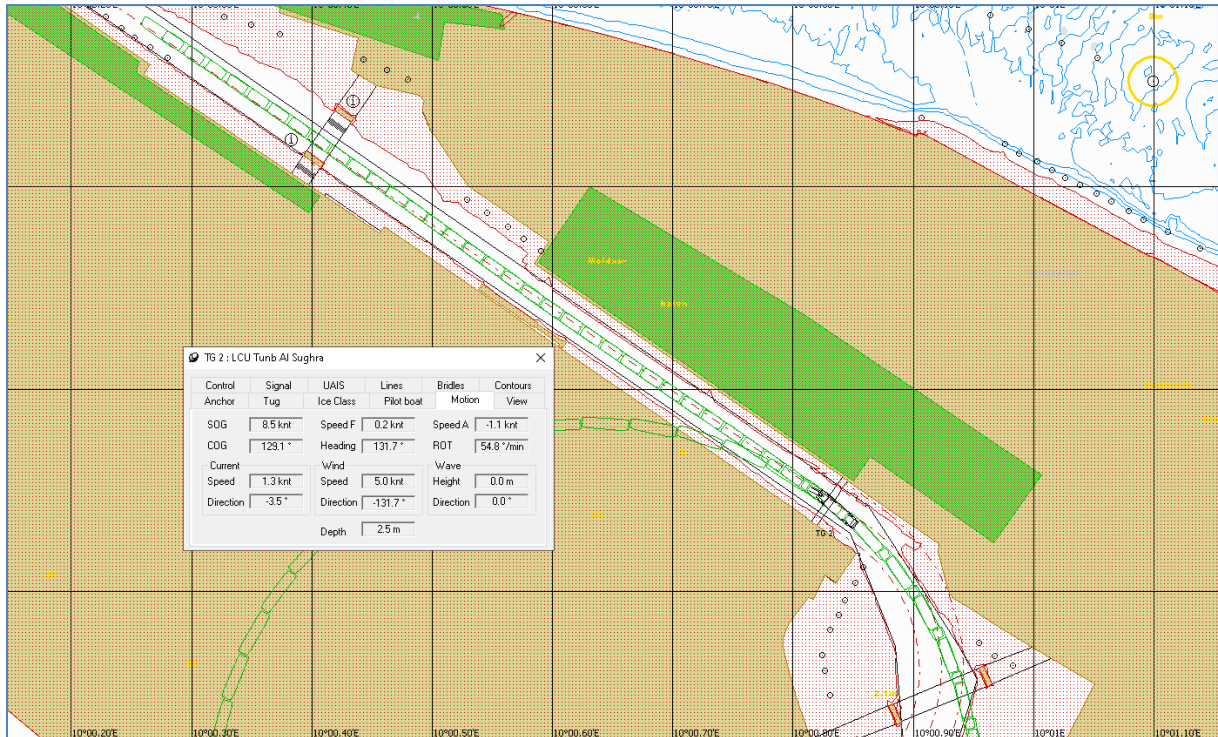 TG 2 : LCU Tunb Al Sughra
Control Signal UAIS Lines Bridles Contours
Anchor Tug Ice Class Pilot boat Motion View
SOG 8.5 knt Speed F 0.2 knt Speed A -1.1 knt
COG 129.1 ° Heading 131.7 ° ROT 54.8 °/min
Current Wind Wave
Speed 1.3 knt Speed 5.0 knt Height 0.0 m
Direction -3.5 ° Direction -131.7 ° Direction 0.0 °
Depth 2.5 m
TG 2
10°00.20'E 10°00.30'E 10°00.40'E 10°00.50'E 10°00.60'E 10°00.70'E 10°00.80'E 10°00.90'E 10°01'E 10°01.10'E